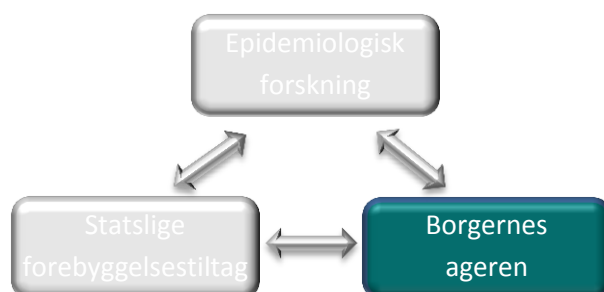 Epidemiologisk
forskning
Statslige
forebyggelsestiltag
Borgernes
ageren